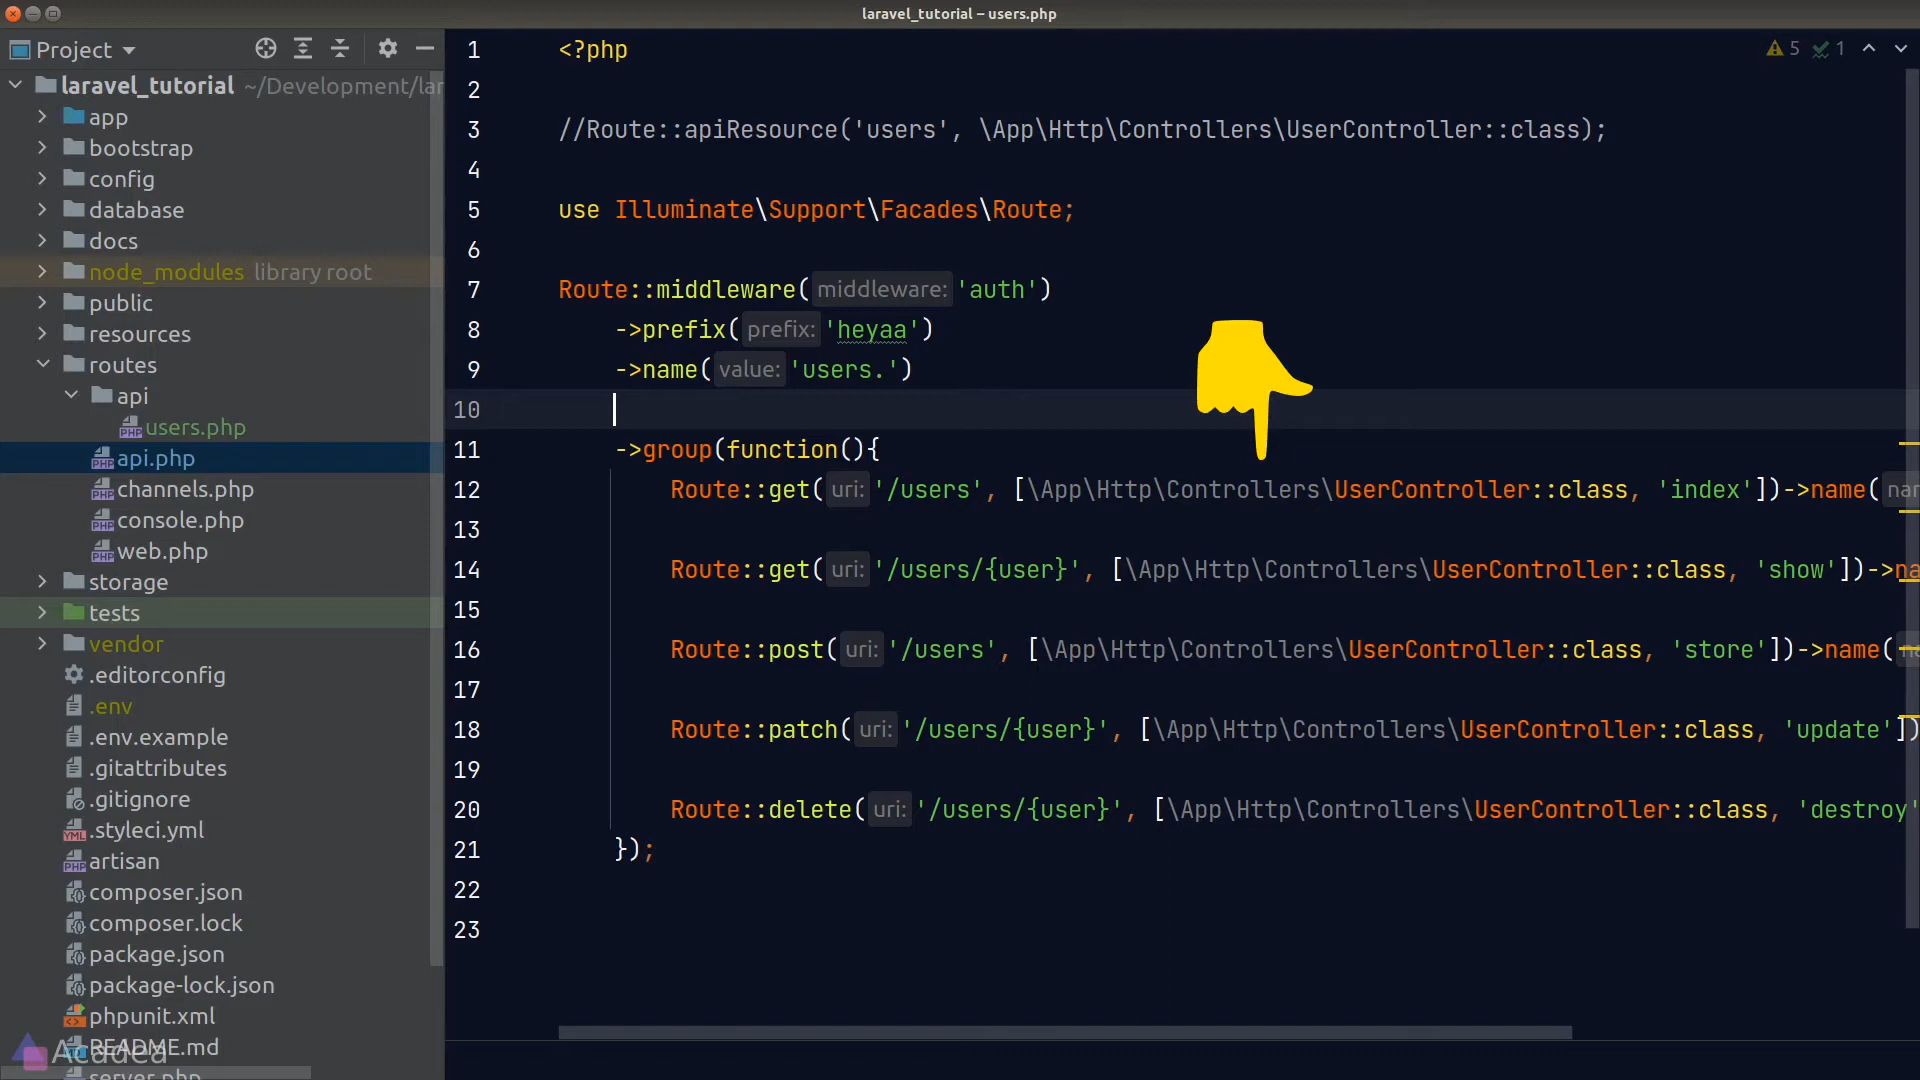 laravel_tutorial – users.php
Project
laravel_tutorial ~/Development/lar
app
bootstrap
config
database
docs
node_modules library root
public
resources
routes
api
users.php
api.php
channels.php
console.php
web.php
storage
tests
vendor
.editorconfig
.env
.env.example
.gitattributes
.gitignore
.styleci.yml
artisan
composer.json
composer.lock
package.json
package-lock.json
phpunit.xml
README.md
server.php
Acadea
5 1
1 <?php
2
3 //Route::apiResource('users', \App\Http\Controllers\UserController::class);
4
5 use Illuminate\Support\Facades\Route;
6
7 Route::middleware( middleware: 'auth')
8 ->prefix( prefix: 'heyaa')
9 ->name( value: 'users.')
10
11 ->group(function(){
12 Route::get( uri: '/users', [\App\Http\Controllers\UserController::class, 'index'])->name( nam
13
14 Route::get( uri: '/users/{user}', [\App\Http\Controllers\UserController::class, 'show'])->na
15
16 Route::post( uri: '/users', [\App\Http\Controllers\UserController::class, 'store'])->name( n
17
18 Route::patch( uri: '/users/{user}', [\App\Http\Controllers\UserController::class, 'update'])
19
20 Route::delete( uri: '/users/{user}', [\App\Http\Controllers\UserController::class, 'destroy'
21 });
22
23